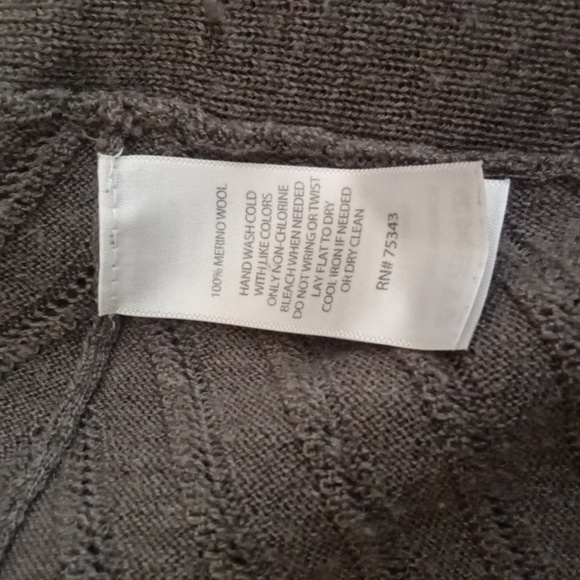 100% MERINO WOOL
HAND WASH COLD
WITH LIKE COLORS
ONLY NON-CHLORINE
BLEACH WHEN NEEDED
DO NOT WRING OR TWIST
LAY FLAT TO DRY
COOL IRON IF NEEDED
OR DRY CLEAN
RN# 75343